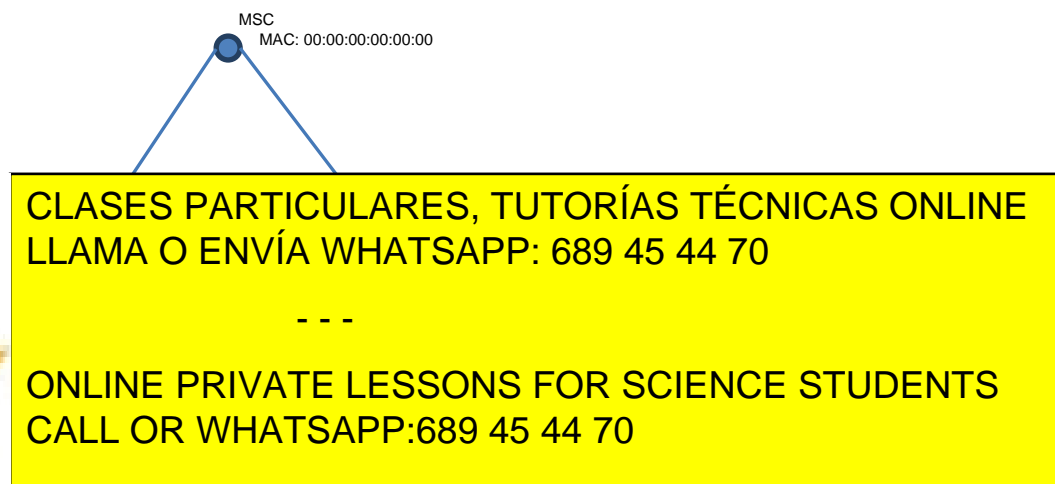 MSC
MAC: 00:00:00:00:00:00
CLASES PARTICULARES, TUTORÍAS TÉCNICAS ONLINE
LLAMA O ENVÍA WHATSAPP: 689 45 44 70
- - -
ONLINE PRIVATE LESSONS FOR SCIENCE STUDENTS
CALL OR WHATSAPP:689 45 44 70